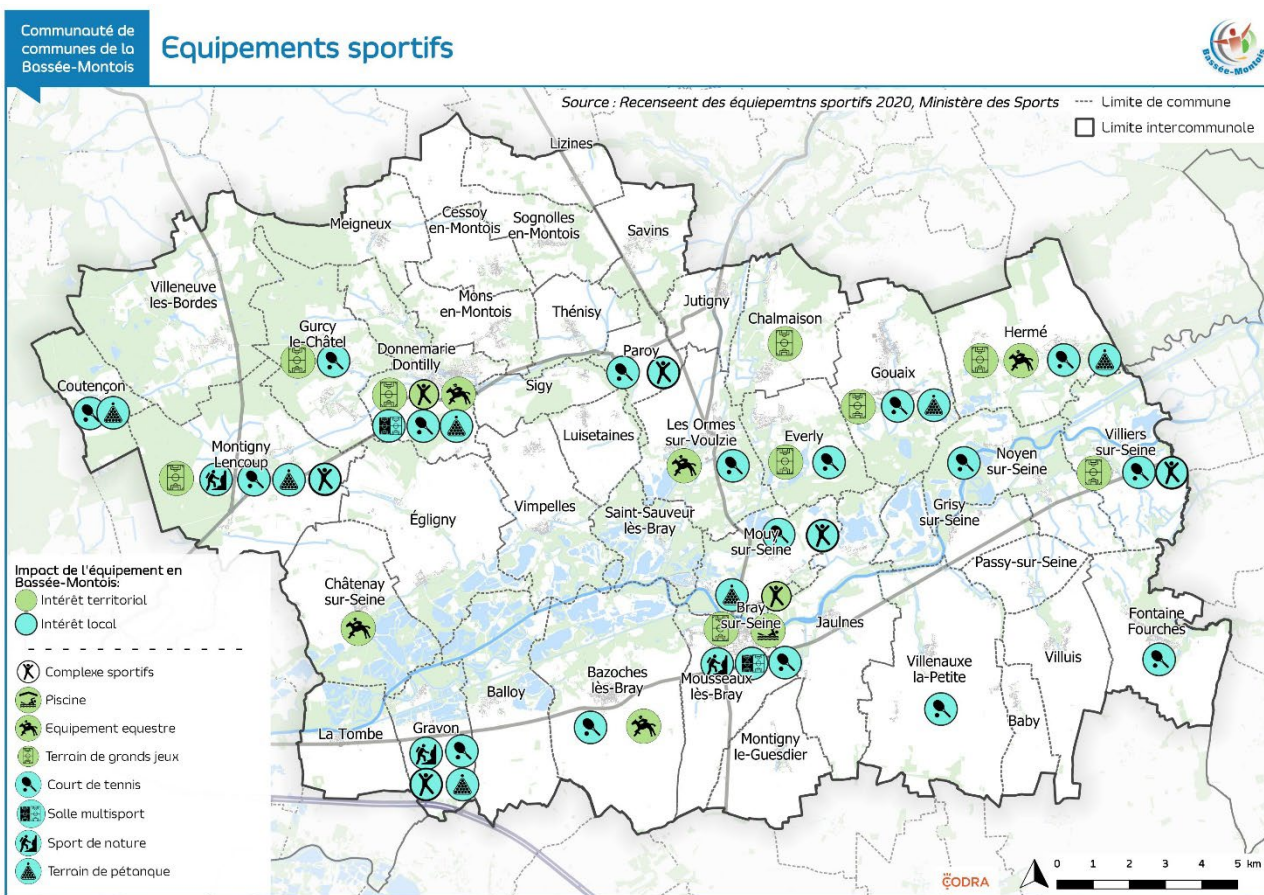 Communauté de
communes de la
Bassée-Montois
Equipements sportifs
Bassée-Montois
Source : Recenseent des équiepemtns sportifs 2020, Ministère des Sports
Limite de commune
Limite intercommunale
Lizines
Meigneux
Cessoy
en-Montois
Sognolles
en-Montois
Savins
Villeneuve
les-Bordes
Mons
en-Montois
Thénisy
Jutigny
Chalmaison
Gurcy
le-Châtel
Donnemarie
Dontilly
Paroy
Hermé
Coutençon
Sigy
Gouaix
Luisetaines
Les Ormes
sur-Voulzie
Everly
Montigny
Lencoup
Noyen
sur-Seine
Villiers
sur-Seine
Égligny
Vimpelles
Saint-Sauveur
lès-Bray
Mouy
sur-Seine
Grisy
sur-Seine
Passy-sur-Seine
Châtenay
sur-Seine
Bray
sur-Seine
Jaulnes
Fontaine
Fourches
Villenauxe
la-Petite
Villuis
Bazoches
lès-Bray
Mousseaux
lès-Bray
Balloy
Baby
La Tombe
Gravon
Montigny
le-Guesdier
Impact de l'équipement en
Bassée-Montois:
Intérêt territorial
Intérêt local
Complexe sportifs
Piscine
Equipement equestre
Terrain de grands jeux
Court de tennis
Salle multisport
Sport de nature
Terrain de pétanque
CODRA
0 1 2 3 4 5 km